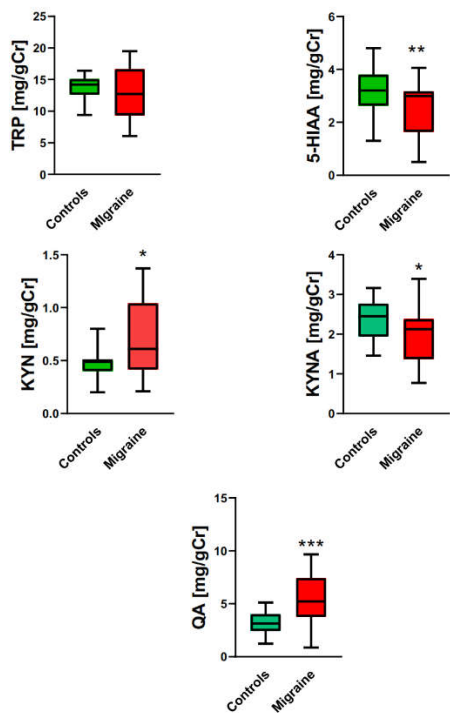 TRP [mg/gCr]
25
20
15
10
5
0
Controls
Migraine
5-HIAA [mg/gCr]
6
4
2
0
**
Controls
Migraine
KYN [mg/gCr]
1.5
1.0
0.5
0.0
*
Controls
Migraine
KYNA [mg/gCr]
4
3
2
1
0
*
Controls
Migraine
QA [mg/gCr]
15
10
5
0
***
Controls
Migraine